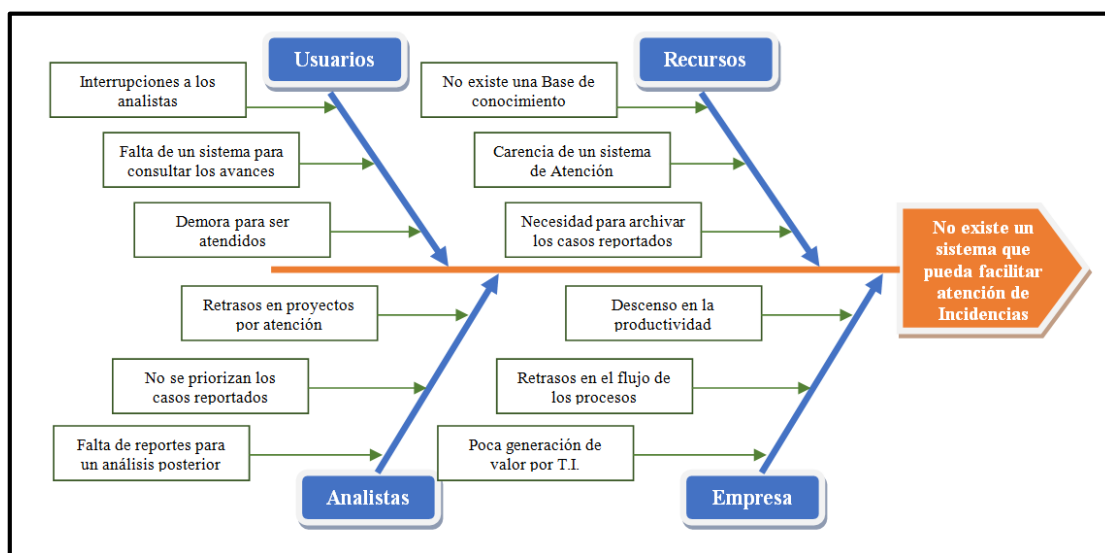 Usuarios
Recursos
Interrupciones a los
analistas
No existe una Base de
conocimiento
Falta de un sistema para
consultar los avances
Carencia de un sistema
de Atención
Demora para ser
atendidos
Necesidad para archivar
los casos reportados
No existe un
sistema que
pueda facilitar
atención de
Incidencias
Retrasos en proyectos
por atención
Descenso en la
productividad
No se priorizan los
casos reportados
Retrasos en el flujo de
los procesos
Falta de reportes para
un análisis posterior
Poca generación de
valor por T.I.
Analistas
Empresa